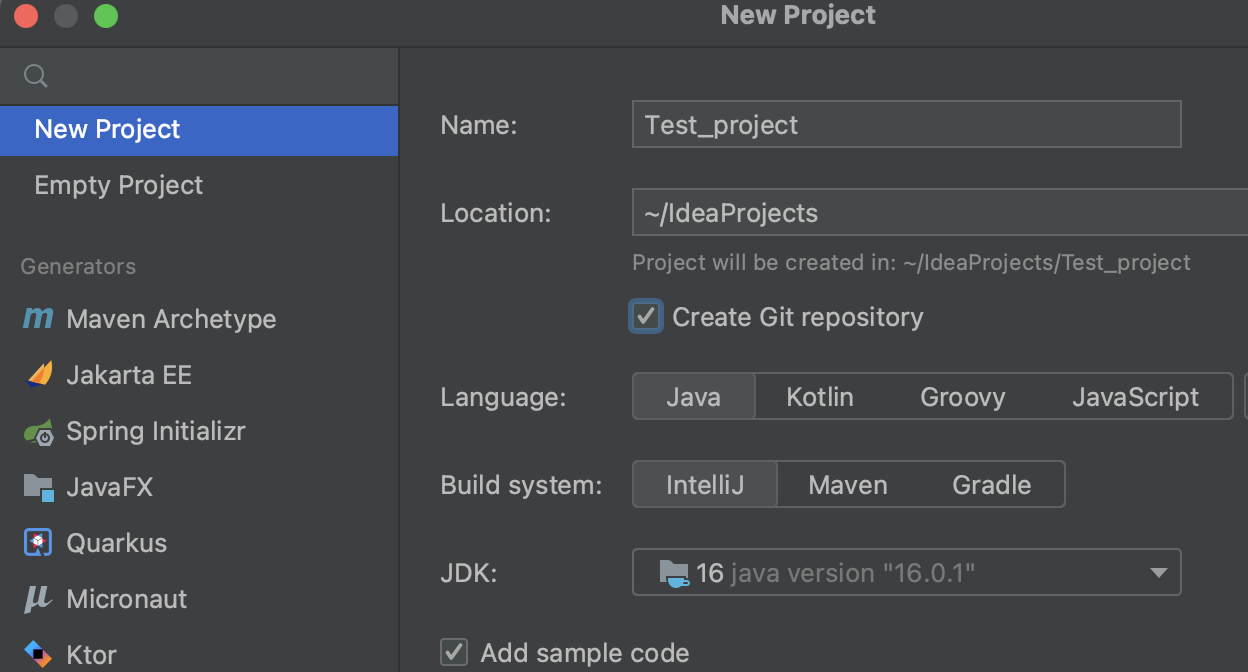 New Project
New Project
Empty Project
Generators
Maven Archetype
Jakarta EE
Spring Initializr
JavaFX
Quarkus
Micronaut
Ktor
Name: Test_project
Location: ~/IdeaProjects
Project will be created in: ~/IdeaProjects/Test_project
Create Git repository
Language: Java Kotlin Groovy JavaScript
Build system: IntelliJ Maven Gradle
JDK: 16 java version "16.0.1"
Add sample code